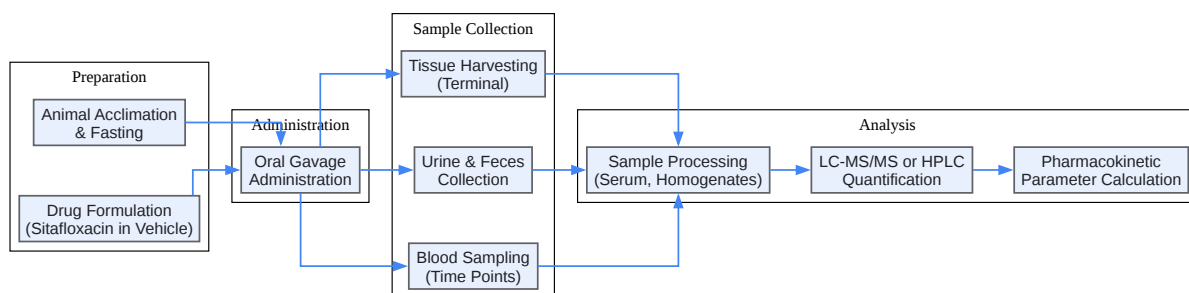 Preparation
Animal Acclimation
& Fasting
Drug Formulation
(Sitafloxacin in Vehicle)
Administration
Oral Gavage
Administration
Sample Collection
Tissue Harvesting
(Terminal)
Urine & Feces
Collection
Blood Sampling
(Time Points)
Analysis
Sample Processing
(Serum, Homogenates)
LC-MS/MS or HPLC
Quantification
Pharmacokinetic
Parameter Calculation